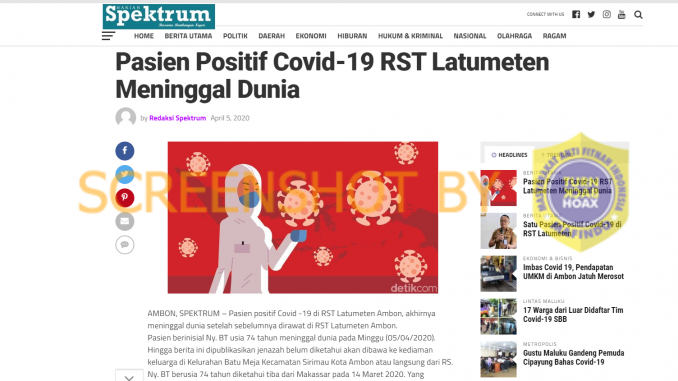 HARIAN
Spektrum
CONNECT WITH US
HOME BERITA UTAMA POLITIK DAERAH EKONOMI HIBURAN HUKUM & KRIMINAL NASIONAL OLAHRAGA RAGAM
Pasien Positif Covid-19 RST Latumeten
Meninggal Dunia
by Redaksi Spektrum April 5, 2020
SCREENSHOT BY
detikcom
AMBON, SPEKTRUM – Pasien positif Covid -19 di RST Latumeten Ambon, akhirnya
meninggal dunia setelah sebelumnya dirawat di RST Latumeten Ambon.
Pasien berinisial Ny. BT usia 74 tahun meninggal dunia pada Minggu (05/04/2020).
Hingga berita ini dipublikasikan jenazah belum diketahui akan dibawa ke kediaman
keluarga di Kelurahan Batu Meja Kecamatan Sirimau Kota Ambon atau langsung dari RS.
Ny. BT berusia 74 tahun diketahui tiba dari Makassar pada 14 Maret 2020. Yang
HEADLINES
Pasien Positif Covid-19 RST
Latumeten Meninggal Dunia
Satu Pasien Positif Covid-19 di
RST Latumeten
EKONOMI & BISNIS
Imbas Covid 19, Pendapatan
UMKM di Ambon Jatuh Merosot
LINTAS MALUKU
17 Warga dari Luar Didaftar Tim
Covid-19 SBB
METROPOLIS
Gustu Maluku Gandeng Pemuda
Cipayung Bahas Covid-19
HOAX